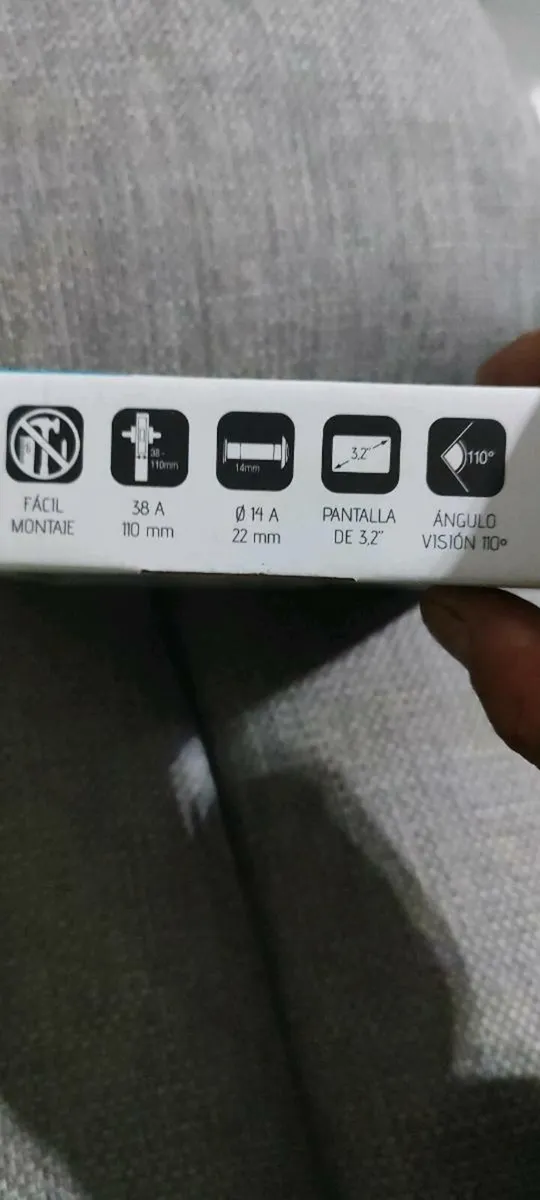 38 -
110mm
14mm
3,2"
110°
FÁCIL
MONTAJE
38 A
110 mm
Ø 14 A
22 mm
PANTALLA
DE 3,2"
ÁNGULO
VISIÓN 110º